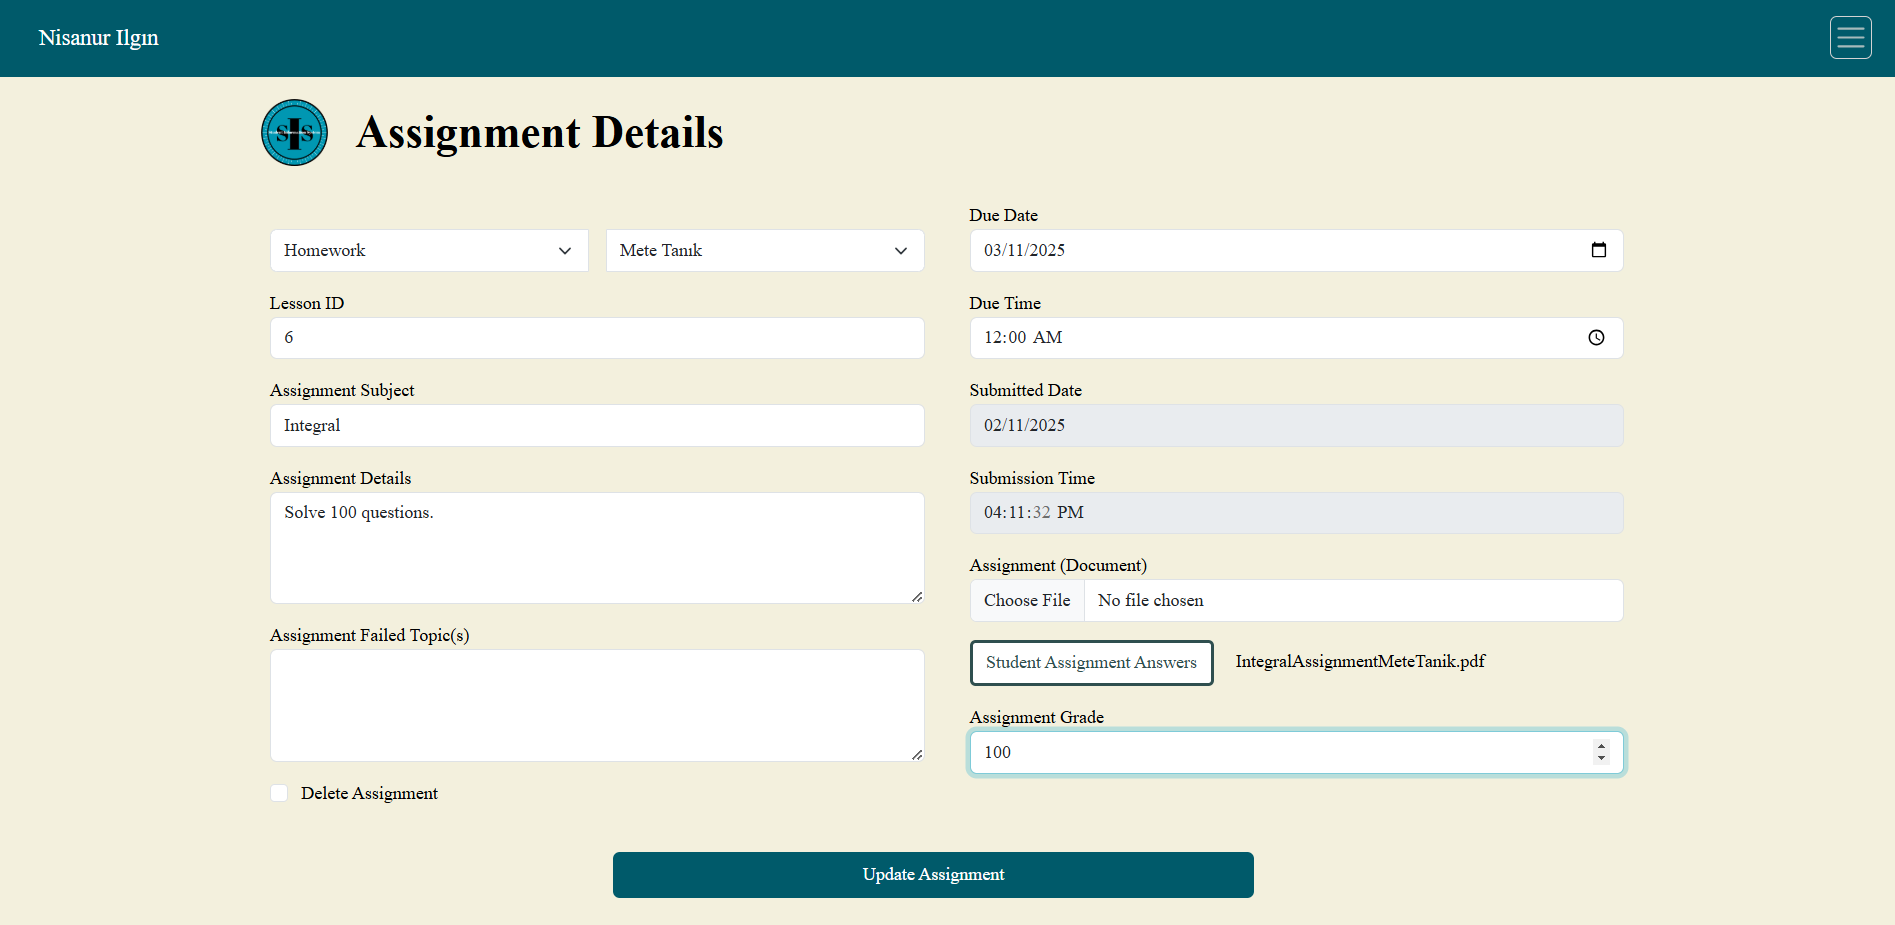 Nisanur Ilgın
SIS
Assignment Details
Homework
Mete Tanık
Lesson ID
6
Assignment Subject
Integral
Assignment Details
Solve 100 questions.
Assignment Failed Topic(s)
Delete Assignment
Due Date
03/11/2025
Due Time
12:00 AM
Submitted Date
02/11/2025
Submission Time
04:11:32 PM
Assignment (Document)
Choose File No file chosen
Student Assignment Answers IntegralAssignmentMeteTanik.pdf
Assignment Grade
100
Update Assignment